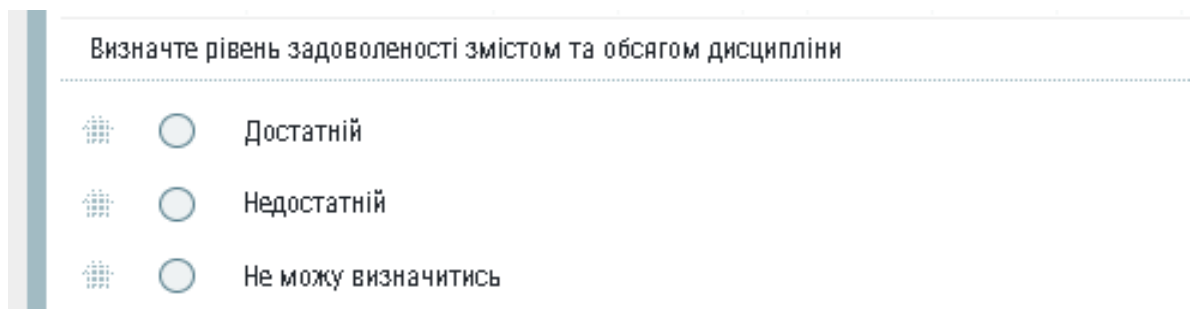 Визначте рівень задоволеності змістом та обсягом дисципліни
Достатній
Недостатній
Не можу визначитись